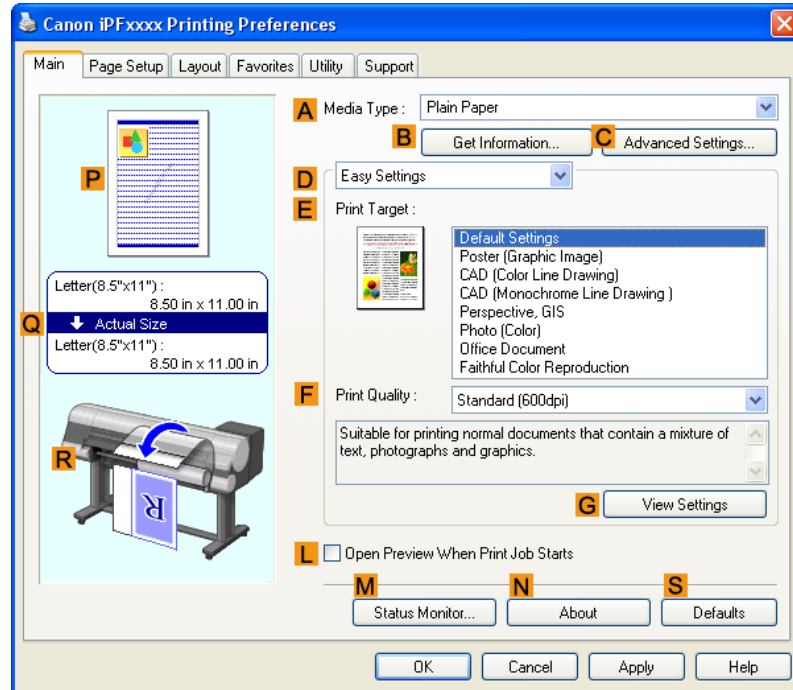 Canon iPFxxxx Printing Preferences
Main Page Setup Layout Favorites Utility Support
A Media Type : Plain Paper
B Get Information... C Advanced Settings...
D Easy Settings
E Print Target :
Default Settings
Poster (Graphic Image)
CAD (Color Line Drawing)
CAD (Monochrome Line Drawing )
Perspective, GIS
Photo (Color)
Office Document
Faithful Color Reproduction
F Print Quality : Standard (600dpi)
Suitable for printing normal documents that contain a mixture of
text, photographs and graphics.
G View Settings
P
Letter(8.5"x11") :
8.50 in x 11.00 in
Q Actual Size
Letter(8.5"x11") :
8.50 in x 11.00 in
R
R
L Open Preview When Print Job Starts
M Status Monitor... N About S Defaults
OK Cancel Apply Help